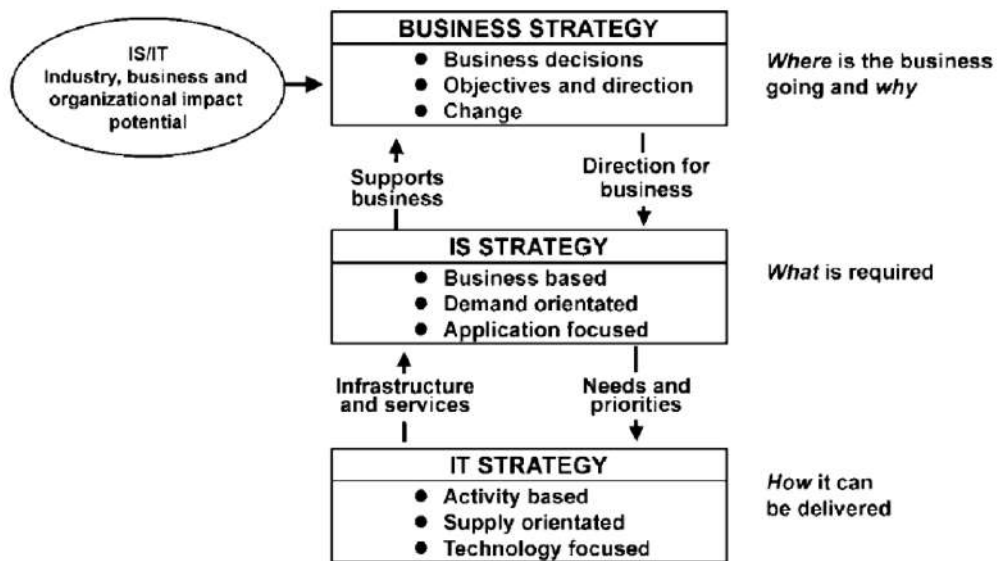 IS/IT
Industry, business and
organizational impact
potential
BUSINESS STRATEGY
● Business decisions
● Objectives and direction
● Change
Where is the business
going and why
Supports
business
Direction for
business
IS STRATEGY
● Business based
● Demand orientated
● Application focused
What is required
Infrastructure
and services
Needs and
priorities
IT STRATEGY
● Activity based
● Supply orientated
● Technology focused
How it can
be delivered